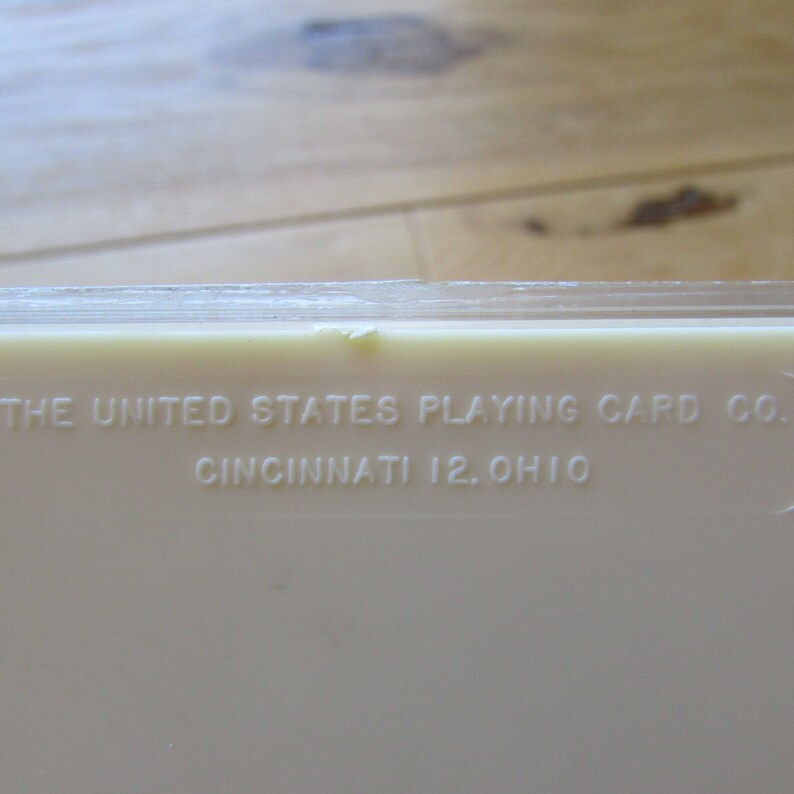 THE UNITED STATES PLAYING CARD CO.
CINCINNATI 12, OHIO